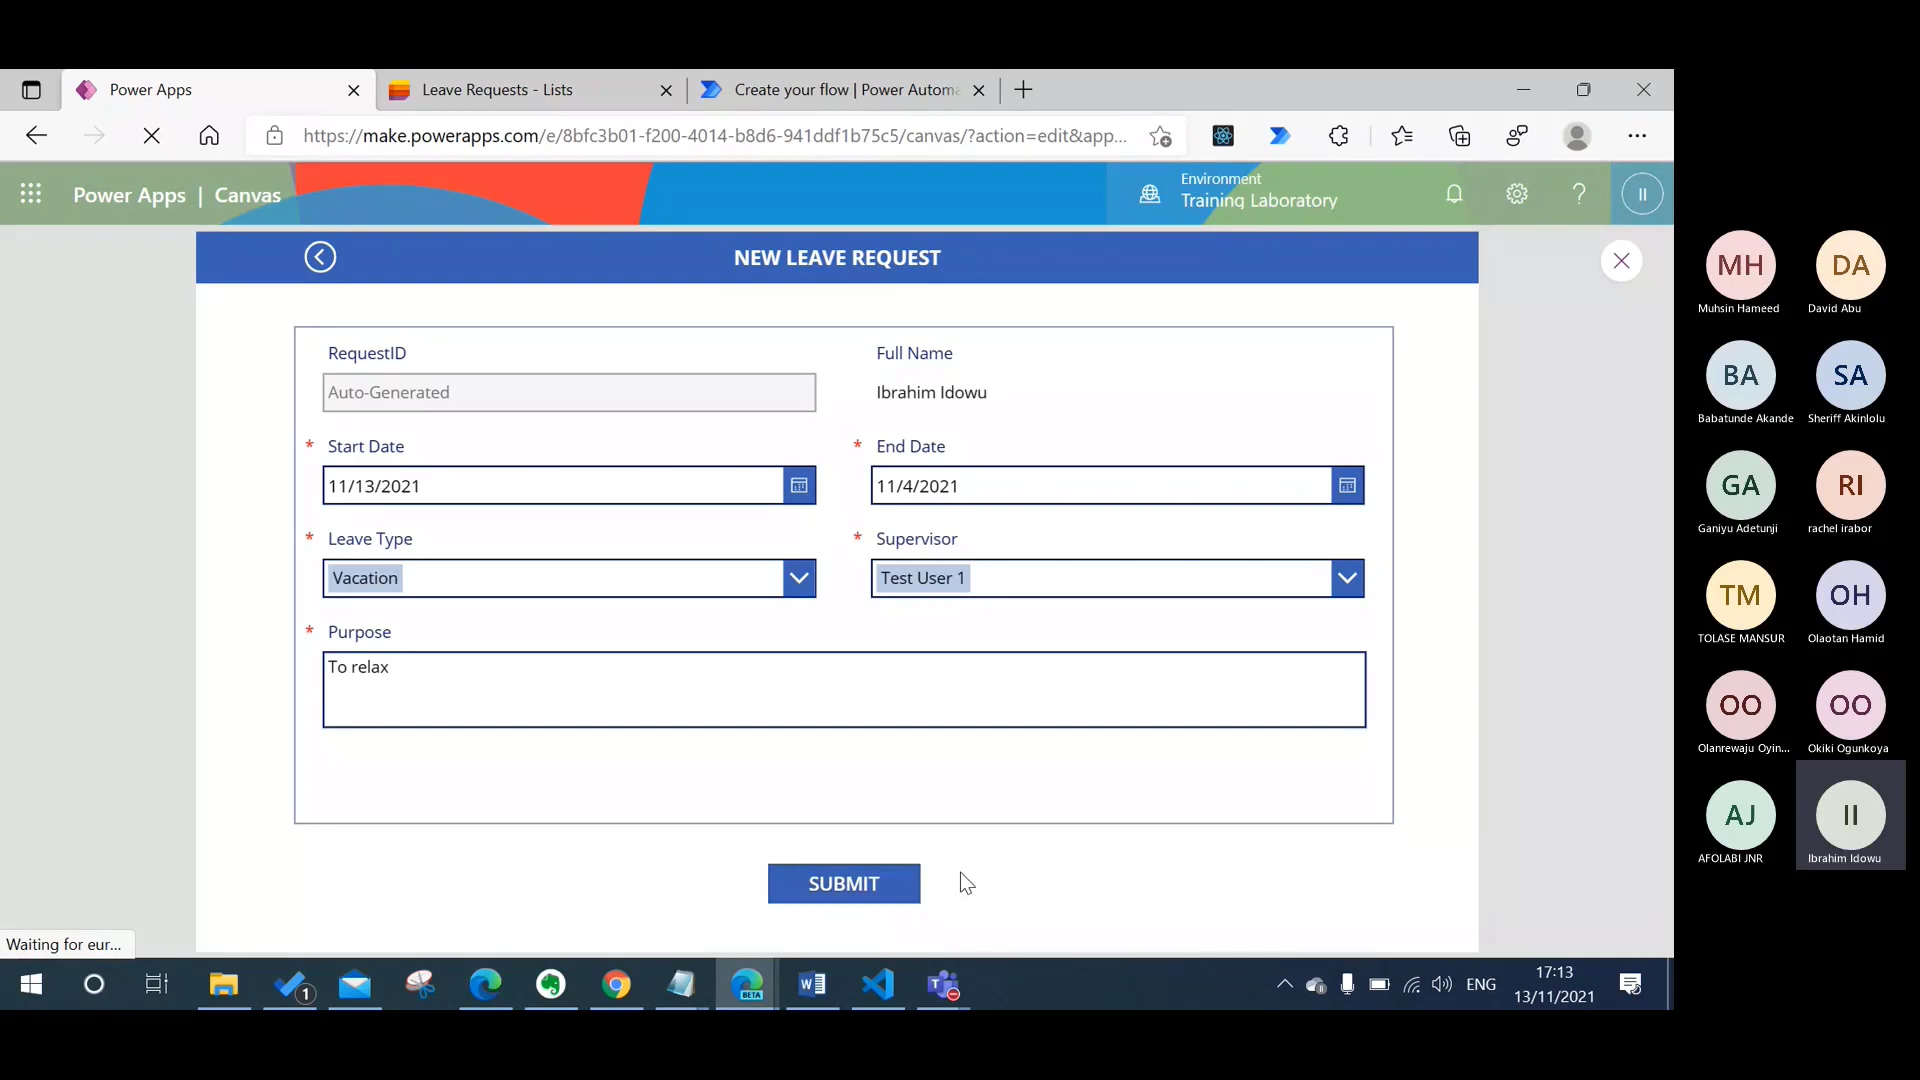 Power Apps
Leave Requests - Lists
Create your flow | Power Automa
https://make.powerapps.com/e/8bfc3b01-f200-4014-b8d6-941ddf1b75c5/canvas/?action=edit&app...
Power Apps | Canvas
Environment
Training Laboratory
II
NEW LEAVE REQUEST
RequestID
Full Name
Auto-Generated
Ibrahim Idowu
* Start Date
* End Date
11/13/2021
11/4/2021
* Leave Type
* Supervisor
Vacation
Test User 1
* Purpose
To relax
SUBMIT
Waiting for eur...
1
BETA
ENG
17:13
13/11/2021
MH
Muhsin Hameed
DA
David Abu
BA
Babatunde Akande
SA
Sheriff Akinlolu
GA
Ganiyu Adetunji
RI
rachel irabor
TM
TOLASE MANSUR
OH
Olaotan Hamid
OO
Olanrewaju Oyin...
OO
Okiki Ogunkoya
AJ
AFOLABI JNR
II
Ibrahim Idowu